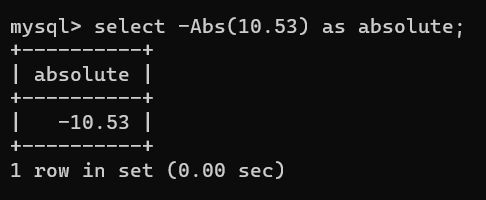 mysql> select -Abs(10.53) as absolute;
+----------+
| absolute |
+----------+
|   -10.53 |
+----------+
1 row in set (0.00 sec)